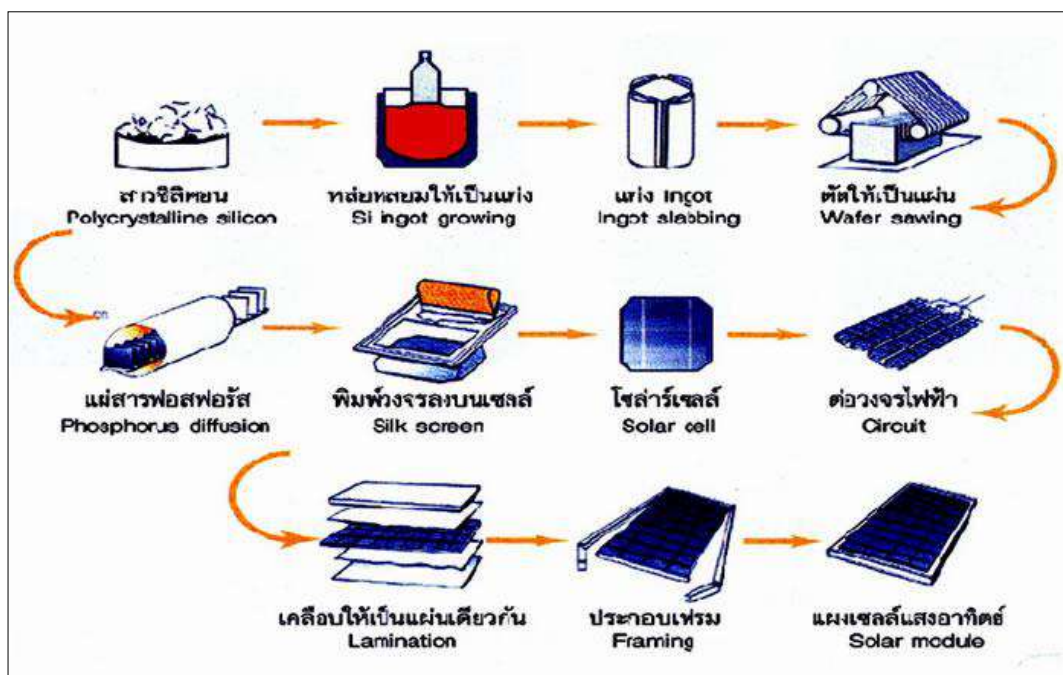 สารซิลิคอน
Polycrystalline silicon
หล่อหลอมให้เป็นแท่ง
Si ingot growing
แท่ง Ingot
Ingot slabbing
ตัดให้เป็นแผ่น
Wafer sawing
แผ่สารฟอสฟอรัส
Phosphorus diffusion
พิมพ์วงจรลงบนเซลล์
Silk screen
โซล่าร์เซลล์
Solar cell
ต่อวงจรไฟฟ้า
Circuit
เคลือบให้เป็นแผ่นเดียวกัน
Lamination
ประกอบเฟรม
Framing
แผงเซลล์แสงอาทิตย์
Solar module